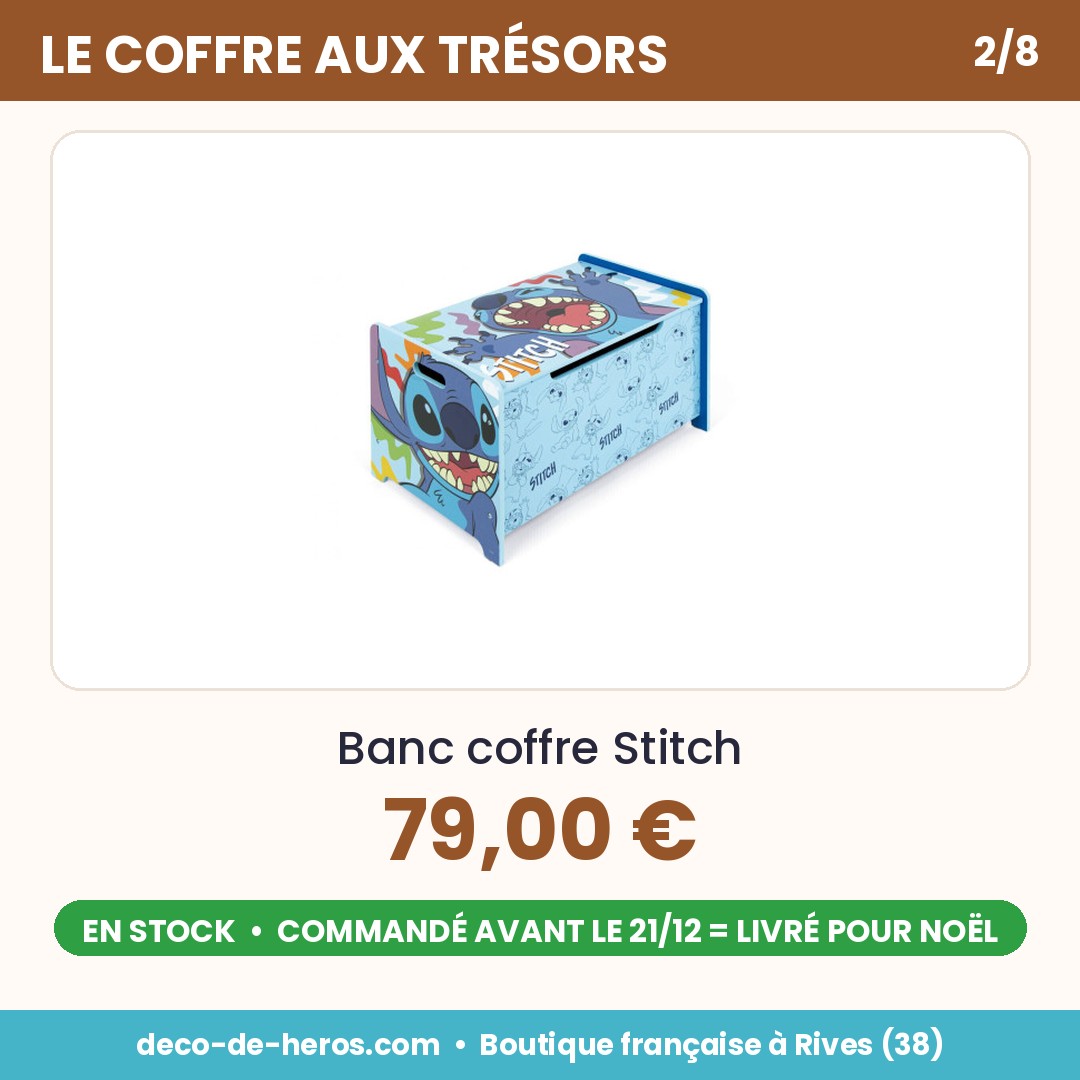 LE COFFRE AUX TRÉSORS
2/8
STITCH
STITCH
STITCH
STITCH
Banc coffre Stitch
79,00 €
EN STOCK • COMMANDÉ AVANT LE 21/12 = LIVRÉ POUR NOËL
deco-de-heros.com • Boutique française à Rives (38)